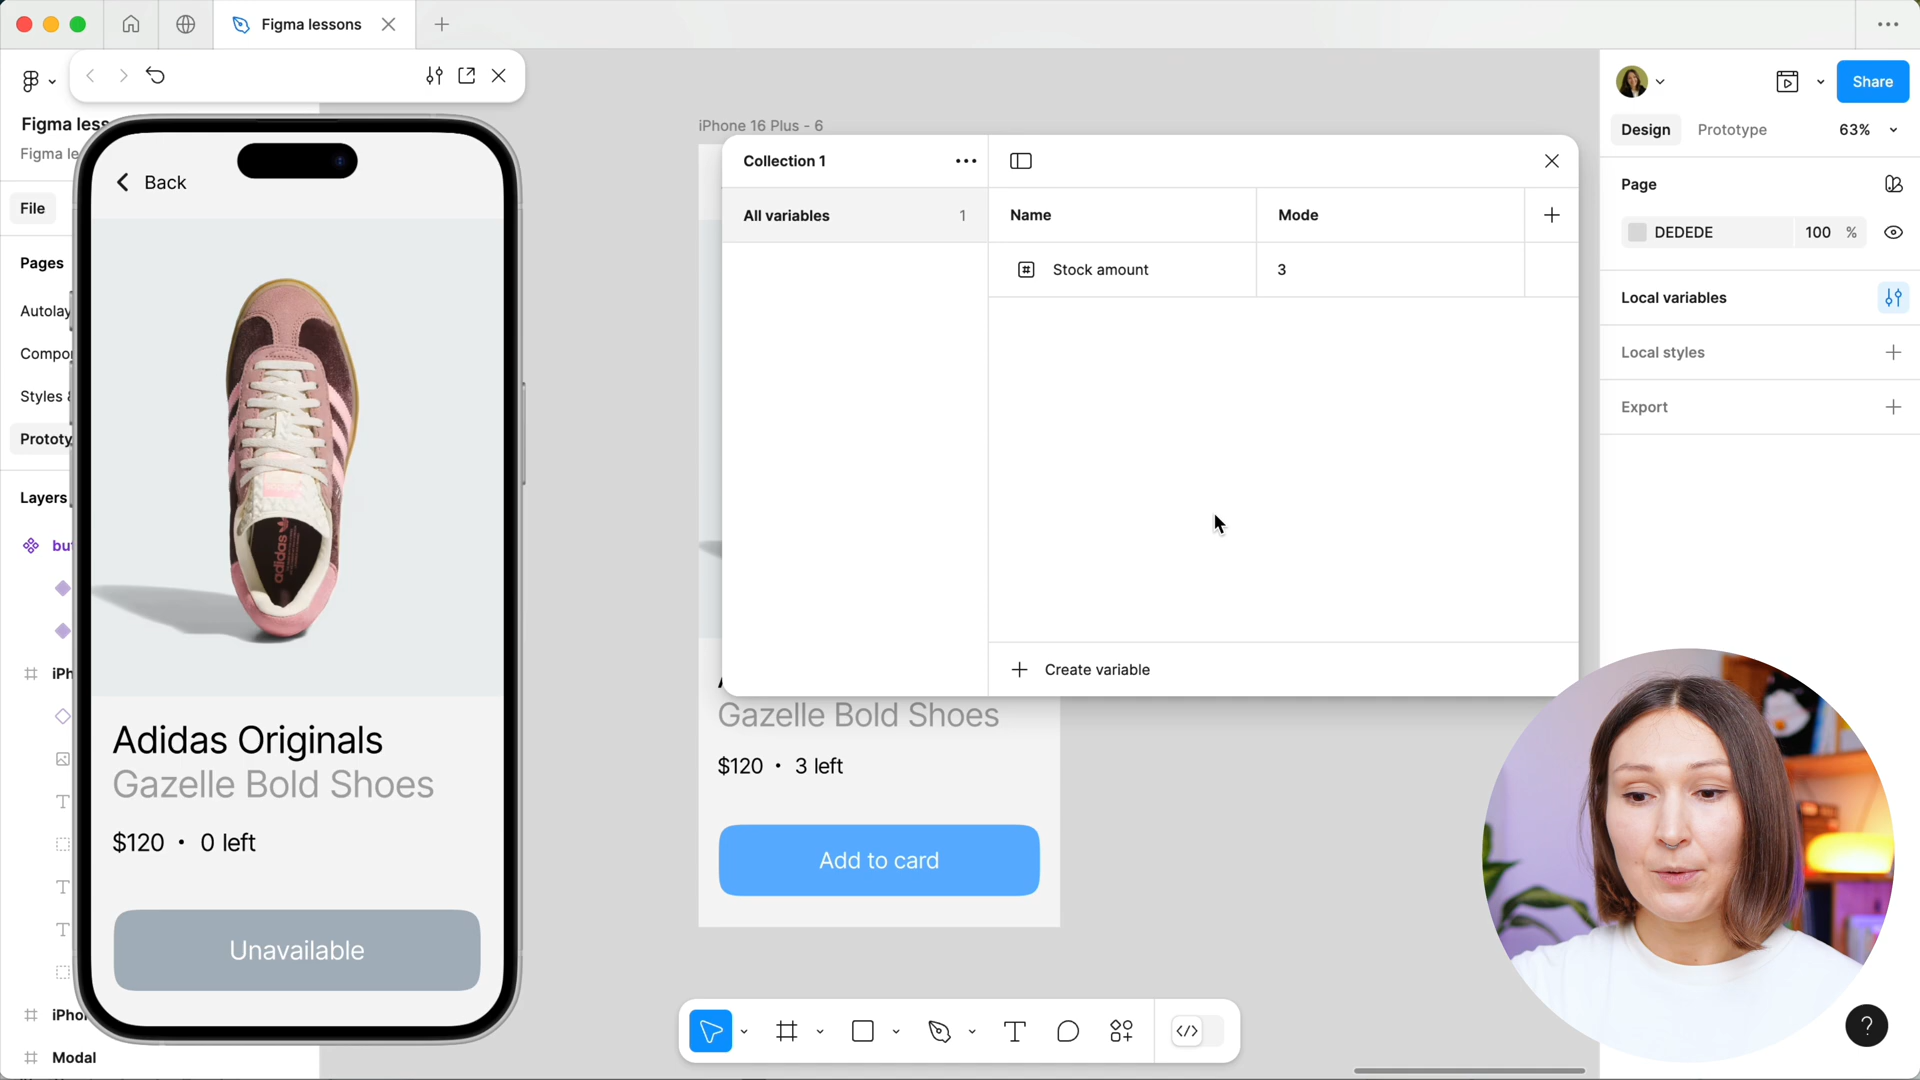 Figma lessons
Share
Figma less
Figma le
File
Pages
Autolay
Compo
Styles &
Prototy
Layers
bu
iPh
iPho
Modal
Back
adidas
Adidas Originals
Gazelle Bold Shoes
$120 • 0 left
Unavailable
iPhone 16 Plus - 6
Collection 1
All variables 1
Name Mode
Stock amount 3
Create variable
Gazelle Bold Shoes
$120 • 3 left
Add to card
Design Prototype 63%
Page
DEDEDE 100 %
Local variables
Local styles
Export
?